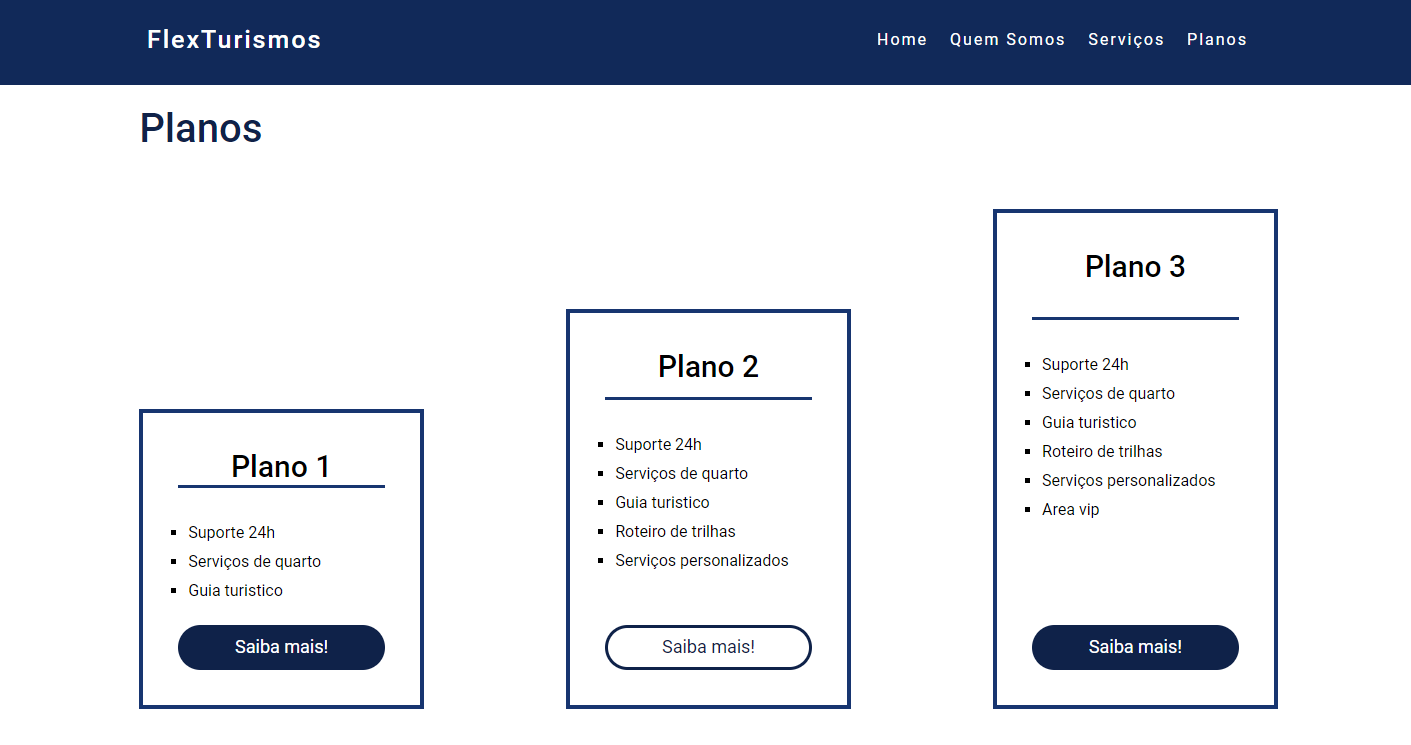 FlexTurismos
Home Quem Somos Serviços Planos
Planos
Plano 1
Suporte 24h
Serviços de quarto
Guia turistico
Saiba mais!
Plano 2
Suporte 24h
Serviços de quarto
Guia turistico
Roteiro de trilhas
Serviços personalizados
Saiba mais!
Plano 3
Suporte 24h
Serviços de quarto
Guia turistico
Roteiro de trilhas
Serviços personalizados
Area vip
Saiba mais!